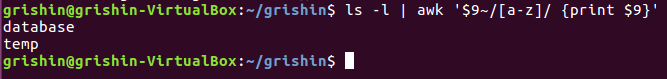 grishin@grishin-VirtualBox:~/grishin$ ls -l | awk '$9~/[a-z]/ {print $9}'
database
temp
grishin@grishin-VirtualBox:~/grishin$